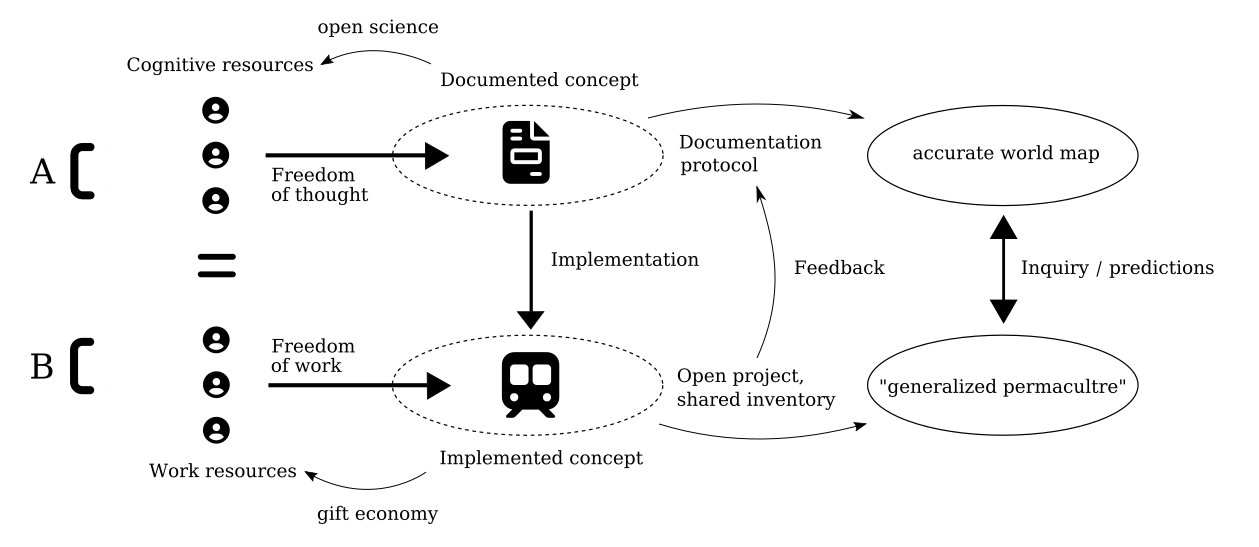 open science
Cognitive resources
Documented concept
A
Freedom
of thought
Documentation
protocol
accurate world map
=
Implementation
Feedback
Inquiry / predictions
B
Freedom
of work
Open project,
shared inventory
"generalized permacultre"
Work resources
Implemented concept
gift economy